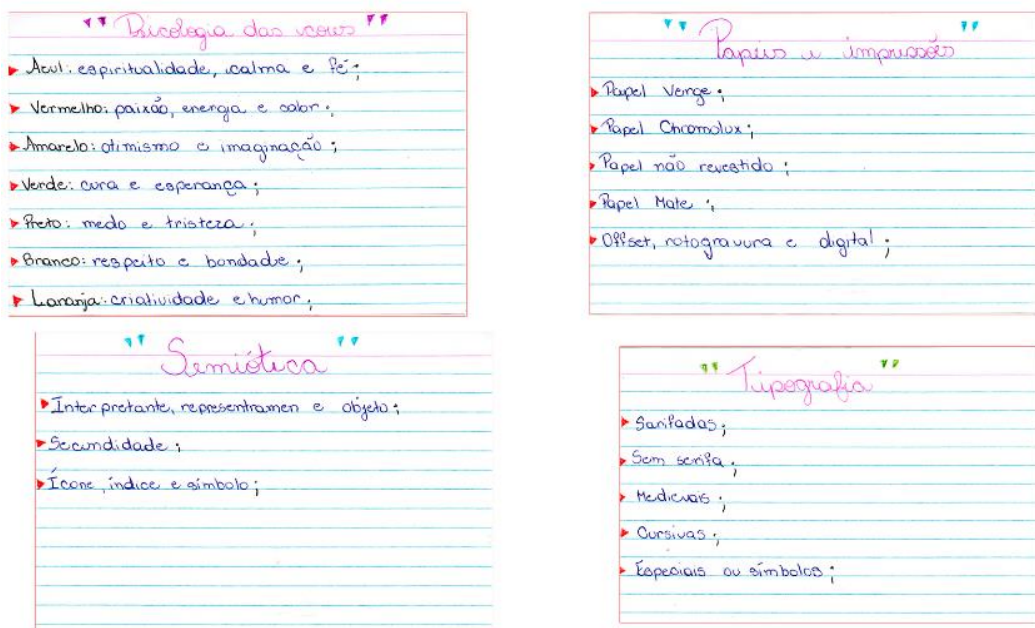 "Psicologia das cores"
Azul: espiritualidade, calma e Fé;
Vermelho: paixão, energia e calor;
Amarelo: otimismo e imaginação;
Verde: cura e esperança;
Preto: medo e tristeza;
Branco: respeito e bondade;
Laranja: criatividade e humor;
"Papéis e impressões"
Papel Verge;
Papel Chromolux;
Papel não revestido;
Papel Mate;
Offset, rotogravura e digital;
"Semiótica"
Interpretante, representramen e objeto;
Secundidade;
Ícone, índice e símbolo;
"Tipografia"
Serifadas;
Sem serifa;
Medievais;
Cursivas;
Especiais ou símbolos;